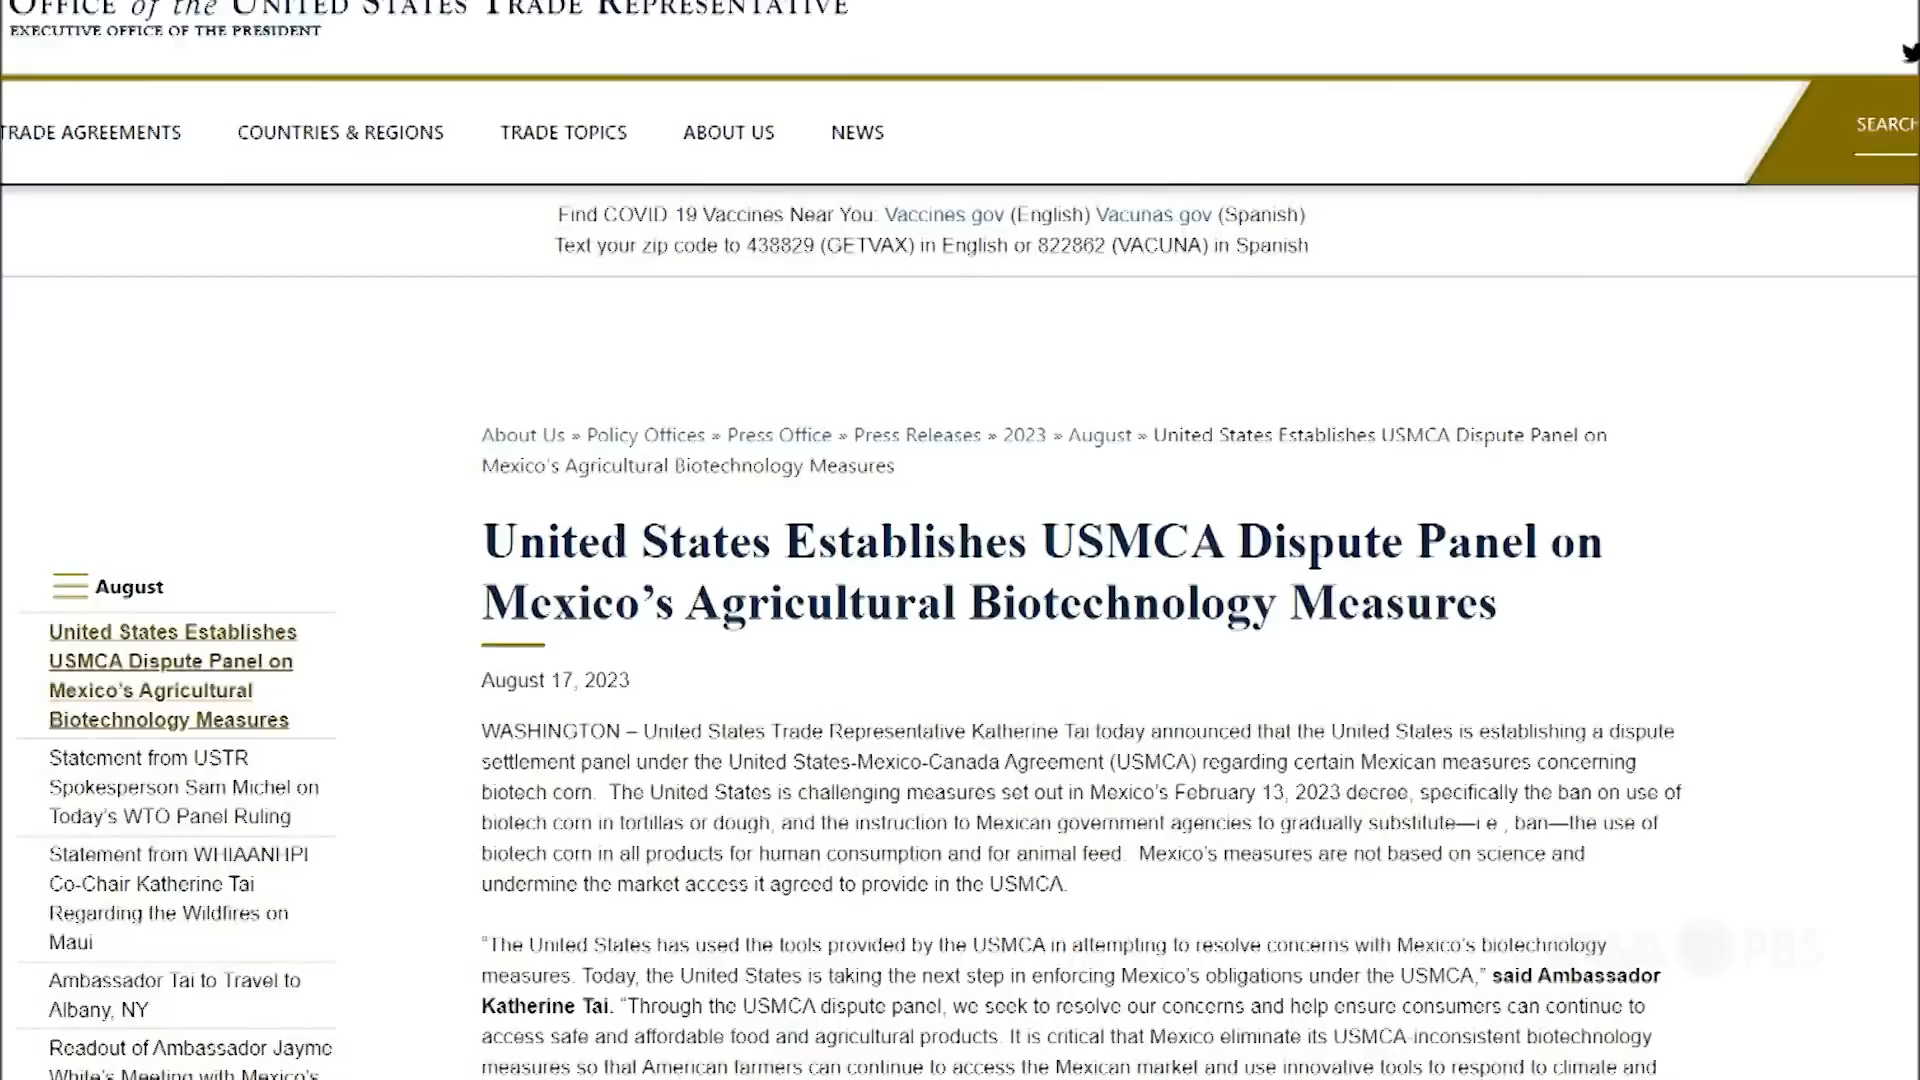 OFFICE of the UNITED STATES TRADE REPRESENTATIVE
EXECUTIVE OFFICE OF THE PRESIDENT
TRADE AGREEMENTS
COUNTRIES & REGIONS
TRADE TOPICS
ABOUT US
NEWS
SEARCH
Find COVID-19 Vaccines Near You: Vaccines.gov (English) Vacunas.gov (Spanish)
Text your zip code to 438829 (GETVAX) in English or 822862 (VACUNA) in Spanish
About Us » Policy Offices » Press Office » Press Releases » 2023 » August » United States Establishes USMCA Dispute Panel on
Mexico's Agricultural Biotechnology Measures
August
United States Establishes
USMCA Dispute Panel on
Mexico's Agricultural
Biotechnology Measures
Statement from USTR
Spokesperson Sam Michel on
Today's WTO Panel Ruling
Statement from WHIAANHPI
Co-Chair Katherine Tai
Regarding the Wildfires on
Maui
Ambassador Tai to Travel to
Albany, NY
Readout of Ambassador Jayme
White's Meeting with Mexico's
United States Establishes USMCA Dispute Panel on
Mexico's Agricultural Biotechnology Measures
August 17, 2023
WASHINGTON – United States Trade Representative Katherine Tai today announced that the United States is establishing a dispute
settlement panel under the United States-Mexico-Canada Agreement (USMCA) regarding certain Mexican measures concerning
biotech corn.  The United States is challenging measures set out in Mexico's February 13, 2023 decree, specifically the ban on use of
biotech corn in tortillas or dough, and the instruction to Mexican government agencies to gradually substitute—i.e., ban—the use of
biotech corn in all products for human consumption and for animal feed.  Mexico's measures are not based on science and
undermine the market access it agreed to provide in the USMCA.
"The United States has used the tools provided by the USMCA in attempting to resolve concerns with Mexico's biotechnology
measures. Today, the United States is taking the next step in enforcing Mexico's obligations under the USMCA," said Ambassador
Katherine Tai. "Through the USMCA dispute panel, we seek to resolve our concerns and help ensure consumers can continue to
access safe and affordable food and agricultural products. It is critical that Mexico eliminate its USMCA-inconsistent biotechnology
measures so that American farmers can continue to access the Mexican market and use innovative tools to respond to climate and
PBS